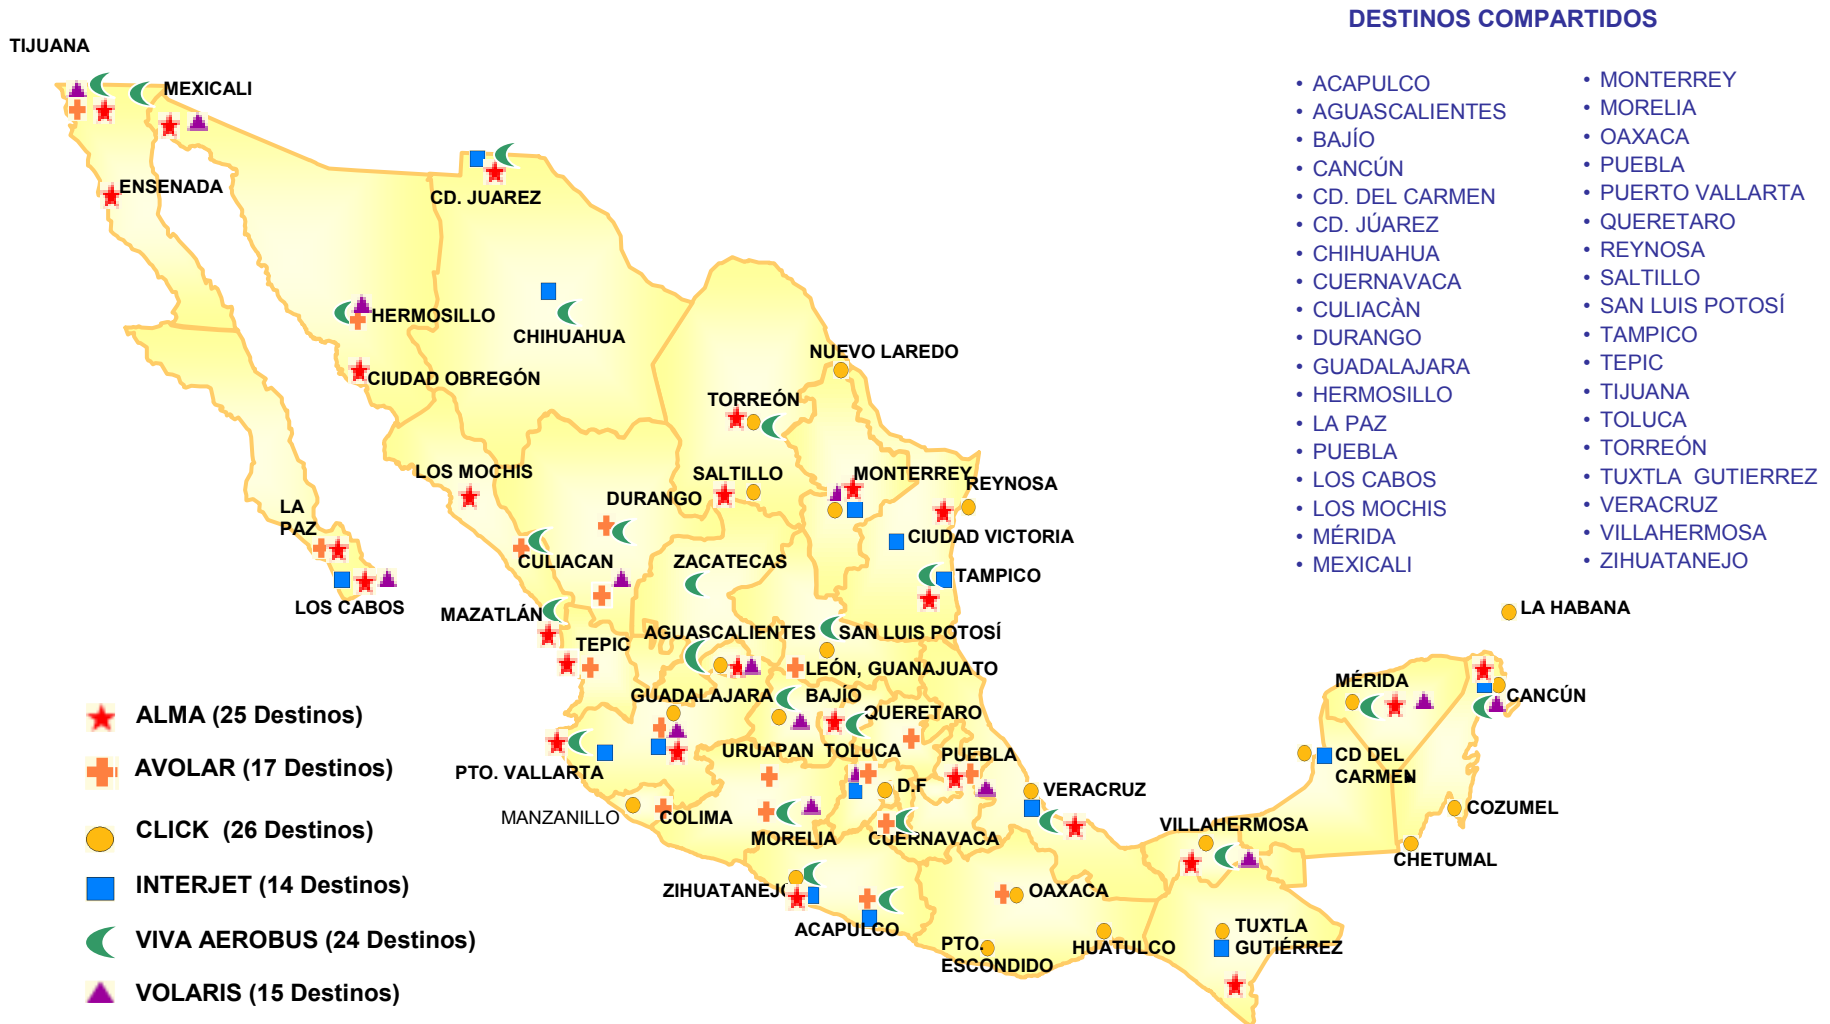 DESTINOS COMPARTIDOS
TIJUANA
MEXICALI
ENSENADA
CD. JUAREZ
HERMOSILLO
CHIHUAHUA
CIUDAD OBREGÓN
NUEVO LAREDO
TORREÓN
LOS MOCHIS
SALTILLO
MONTERREY
REYNOSA
DURANGO
LA
PAZ
CIUDAD VICTORIA
CULIACAN
ZACATECAS
TAMPICO
LOS CABOS
MAZATLÁN
LA HABANA
TEPIC
AGUASCALIENTES
SAN LUIS POTOSÍ
LEÓN, GUANAJUATO
GUADALAJARA
BAJÍO
QUERETARO
MÉRIDA
CANCÚN
URUAPAN
TOLUCA
PUEBLA
PTO. VALLARTA
D.F
VERACRUZ
CD DEL
CARMEN
MANZANILLO
COLIMA
MORELIA
CUERNAVACA
VILLAHERMOSA
COZUMEL
CHETUMAL
ZIHUATANEJO
ACAPULCO
OAXACA
PTO.
ESCONDIDO
HUATULCO
TUXTLA
GUTIÉRREZ
ALMA (25 Destinos)
AVOLAR (17 Destinos)
CLICK (26 Destinos)
INTERJET (14 Destinos)
VIVA AEROBUS (24 Destinos)
VOLARIS (15 Destinos)
• ACAPULCO
• AGUASCALIENTES
• BAJÍO
• CANCÚN
• CD. DEL CARMEN
• CD. JÚAREZ
• CHIHUAHUA
• CUERNAVACA
• CULIACÀN
• DURANGO
• GUADALAJARA
• HERMOSILLO
• LA PAZ
• PUEBLA
• LOS CABOS
• LOS MOCHIS
• MÉRIDA
• MEXICALI
• MONTERREY
• MORELIA
• OAXACA
• PUEBLA
• PUERTO VALLARTA
• QUERETARO
• REYNOSA
• SALTILLO
• SAN LUIS POTOSÍ
• TAMPICO
• TEPIC
• TIJUANA
• TOLUCA
• TORREÓN
• TUXTLA GUTIERREZ
• VERACRUZ
• VILLAHERMOSA
• ZIHUATANEJO